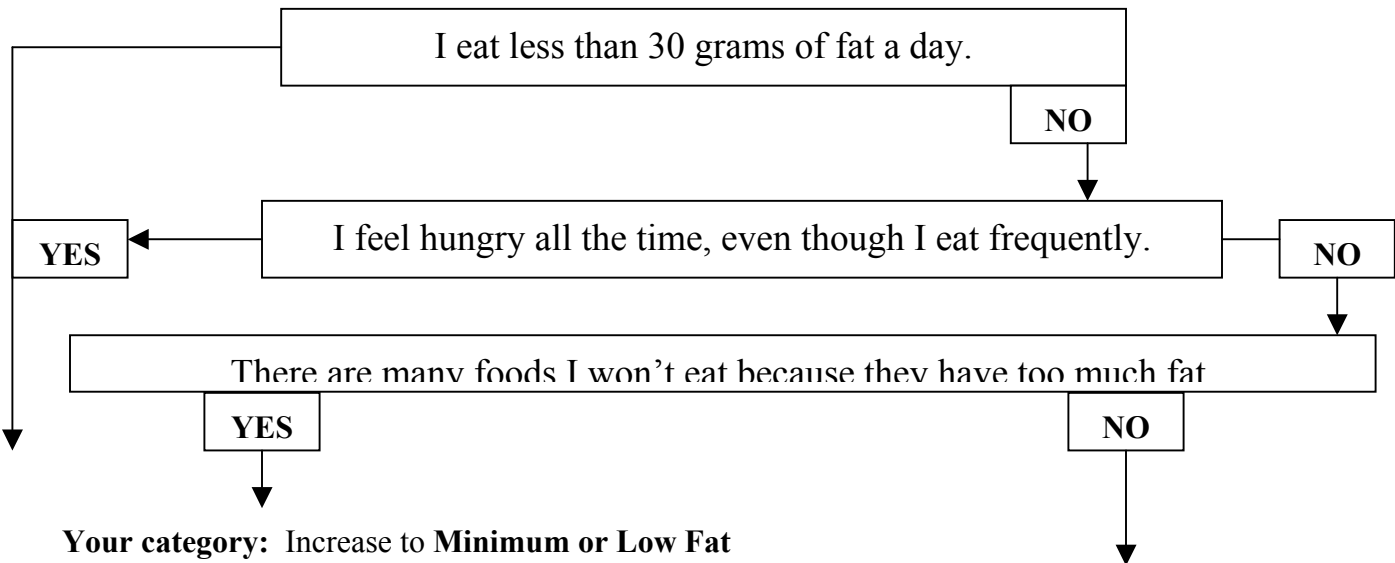 I eat less than 30 grams of fat a day.
NO
I feel hungry all the time, even though I eat frequently.
YES
NO
There are many foods I won’t eat because they have too much fat
YES
NO
Your category: Increase to Minimum or Low Fat